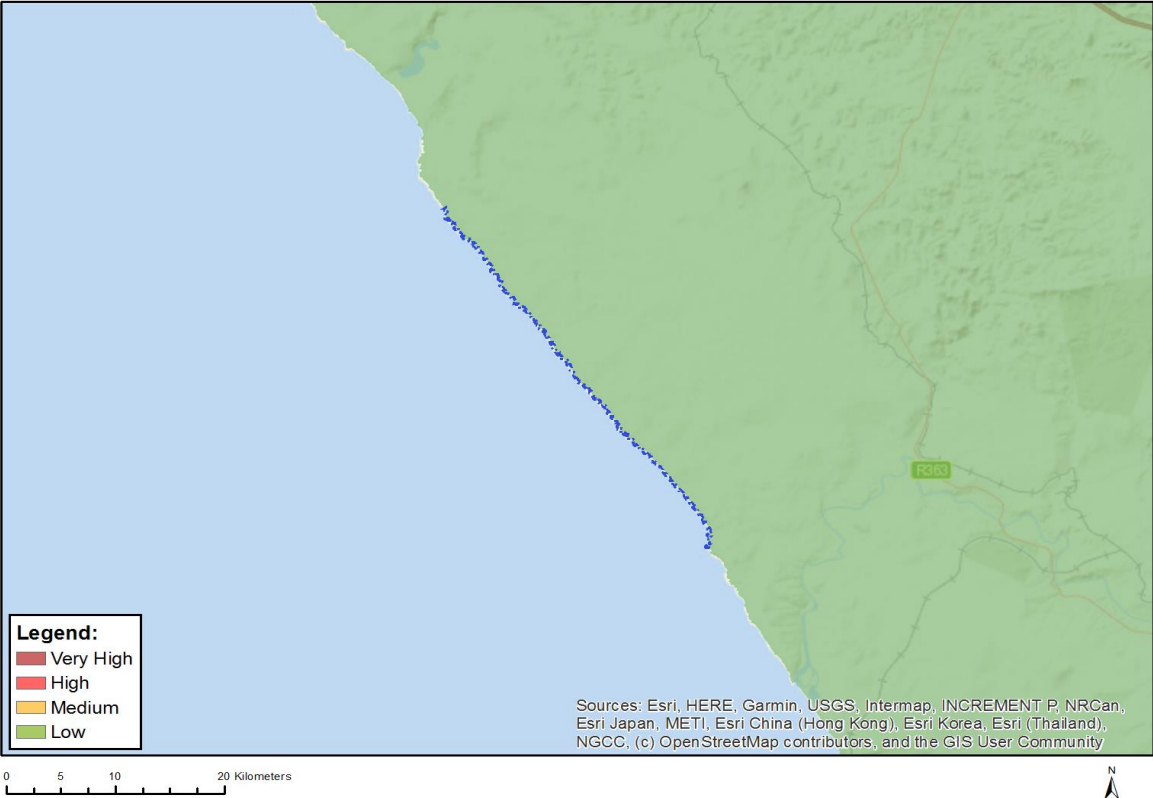 R363
Legend:
Very High
High
Medium
Low
Sources: Esri, HERE, Garmin, USGS, Intermap, INCREMENT P, NRCan,
Esri Japan, METI, Esri China (Hong Kong), Esri Korea, Esri (Thailand),
NGCC, (c) OpenStreetMap contributors, and the GIS User Community
0 5 10 20 Kilometers
N